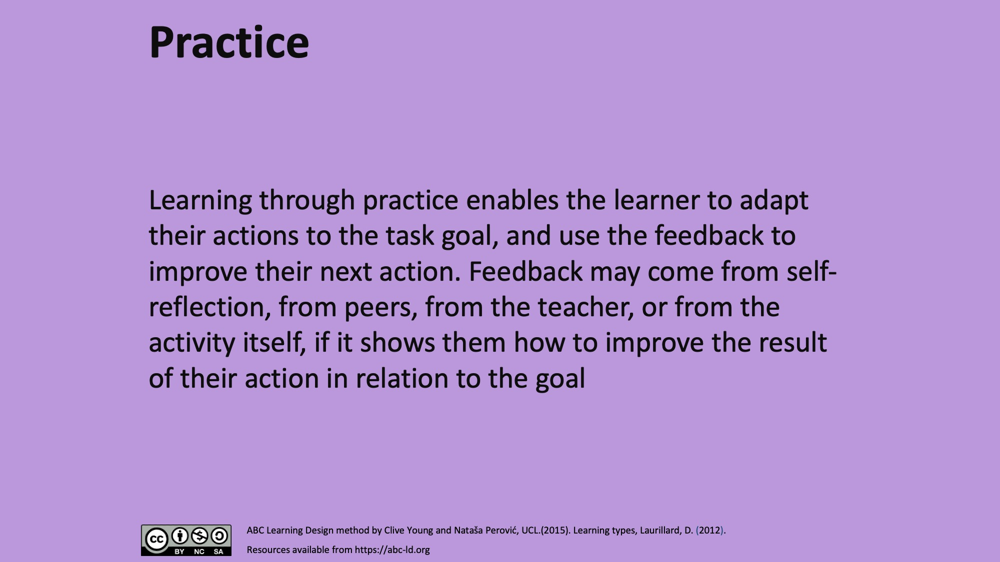 Practice
Learning through practice enables the learner to adapt
their actions to the task goal, and use the feedback to
improve their next action. Feedback may come from self-
reflection, from peers, from the teacher, or from the
activity itself, if it shows them how to improve the result
of their action in relation to the goal
cc BY NC SA
ABC Learning Design method by Clive Young and Nataša Perović, UCL.(2015). Learning types, Laurillard, D. (2012).
Resources available from https://abc-ld.org